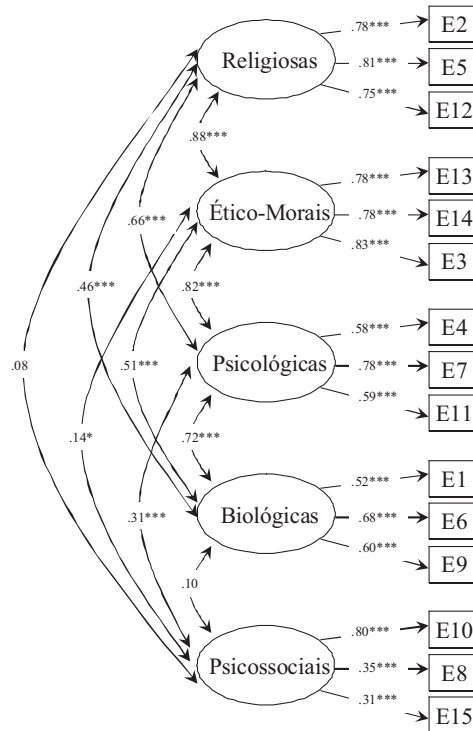 .78*** E2
Religiosas .81*** E5
.75*** E12
.88***
.78*** E13
Ético-Morais .78*** E14
.83*** E3
.66***
.46*** .82***
.58*** E4
.08 .51*** Psicológicas .78*** E7
.59*** E11
.14* .72***
.31*** .52*** E1
Biológicas .68*** E6
.60*** E9
.10
.80*** E10
Psicossociais .35*** E8
.31*** E15